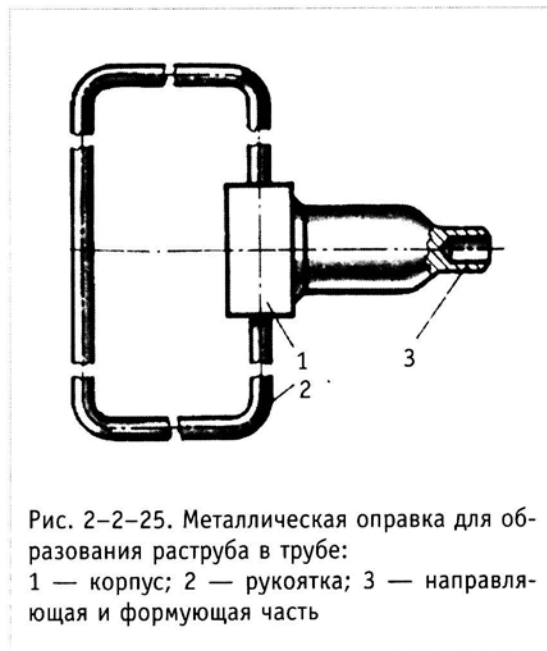 1
2
3
Рис. 2–2–25. Металлическая оправка для об-
разования раструба в трубе:
1 — корпус; 2 — рукоятка; 3 — направля-
ющая и формующая часть